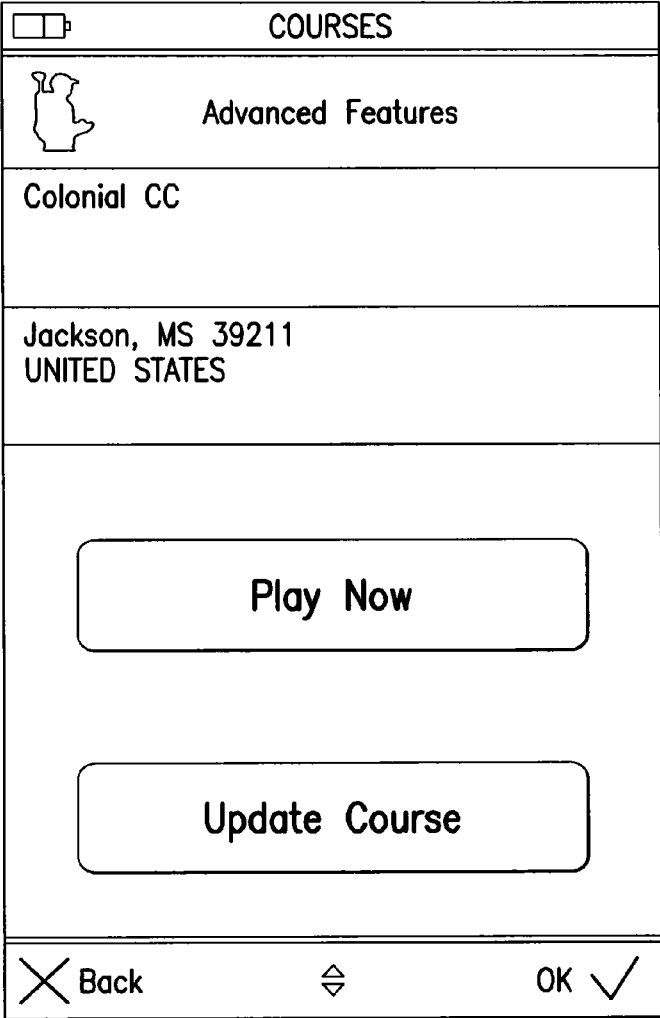 COURSES
Advanced Features
Colonial CC
Jackson, MS 39211
UNITED STATES
Play Now
Update Course
Back OK